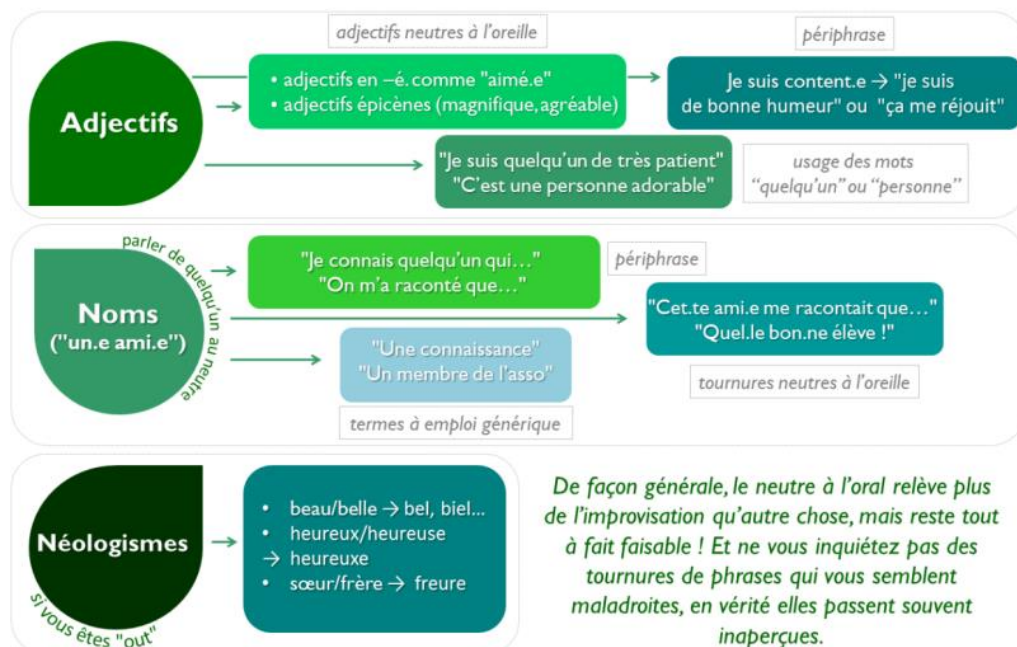 adjectifs neutres à l'oreille
périphrase
Adjectifs
• adjectifs en –é. comme "aimé.e"
• adjectifs épicènes (magnifique, agréable)
Je suis content.e → "je suis
de bonne humeur" ou "ça me réjouit"
"Je suis quelqu'un de très patient"
"C'est une personne adorable"
usage des mots
“quelqu'un” ou “personne”
parler de quelqu'un au neutre
Noms
("un.e ami.e")
"Je connais quelqu'un qui…"
"On m'a raconté que…"
périphrase
"Cet.te ami.e me racontait que…"
"Quel.le bon.ne élève !"
"Une connaissance"
"Un membre de l'asso"
tournures neutres à l'oreille
termes à emploi générique
Néologismes
si vous êtes "out"
• beau/belle → bel, biel...
• heureux/heureuse
→ heureuxe
• sœur/frère → freure
De façon générale, le neutre à l'oral relève plus
de l'improvisation qu'autre chose, mais reste tout
à fait faisable ! Et ne vous inquiétez pas des
tournures de phrases qui vous semblent
maladroites, en vérité elles passent souvent
inaperçues.